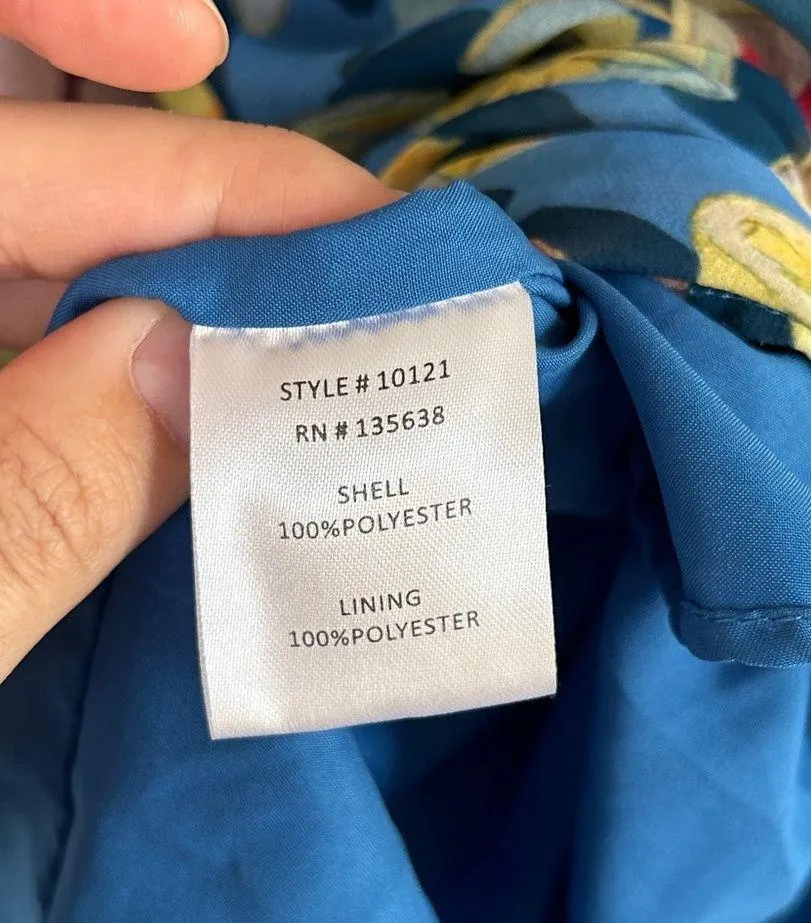 STYLE # 10121
RN # 135638
SHELL
100%POLYESTER
LINING
100%POLYESTER